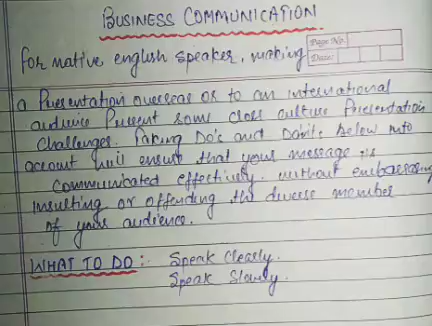 BUSINESS COMMUNICATION
Page No.
Date:
for native english speaker, making
a Presentation overseas or to an international
audience Present some cross culture Presentation
Challenges. Taking Do's and Don'ts below into
account will ensure that your message is
Communicated effectively. without embarrassing
insulting or offending the diverse member
of your audience.
WHAT TO DO:- Speak Clearly.
Speak Slowly.